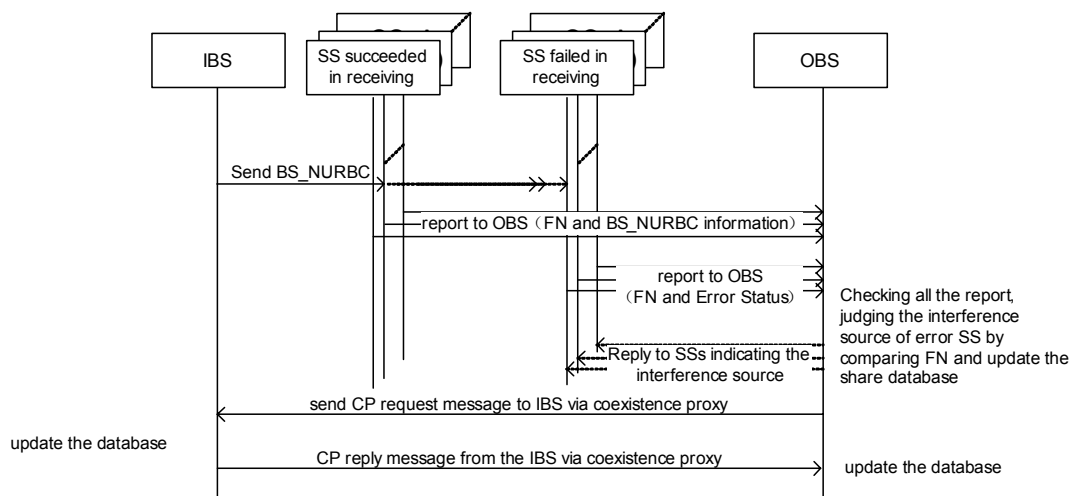 IBS
SS succeeded
in receiving
SS failed in
receiving
OBS
Send BS_NURBC
report to OBS（FN and BS_NURBC information）
report to OBS
（FN and Error Status）
Checking all the report,
judging the interference
source of error SS by
comparing FN and update the
share database
Reply to SSs indicating the
interference source
send CP request message to IBS via coexistence proxy
update the database
CP reply message from the IBS via coexistence proxy
update the database